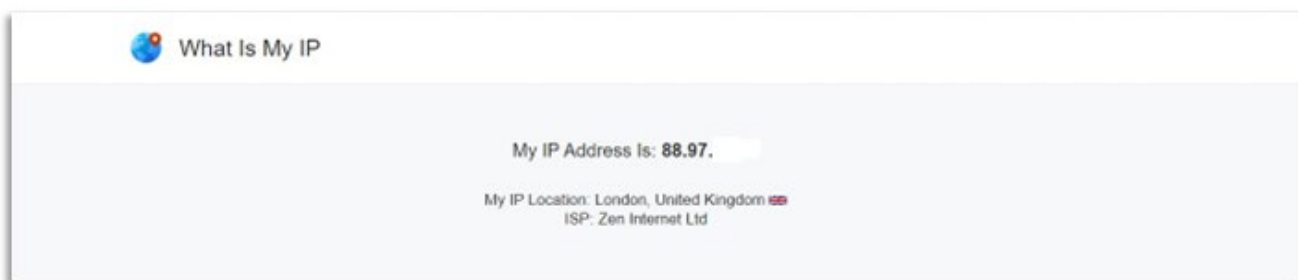 What Is My IP
My IP Address Is: 88.97.
My IP Location: London, United Kingdom
ISP: Zen Internet Ltd